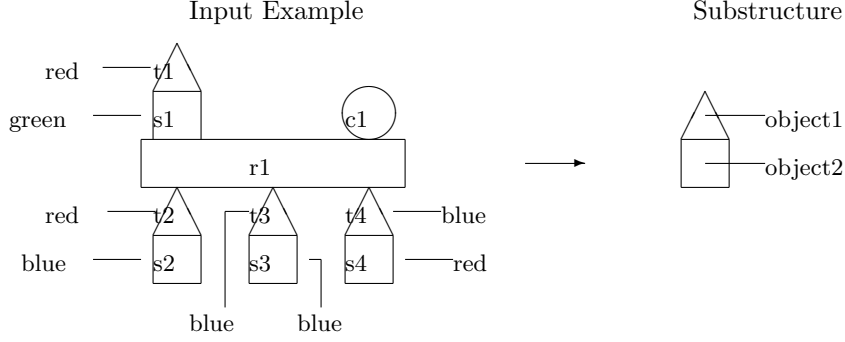 Input Example
Substructure
red t1
green s1 c1
object1
r1
object2
red t2 t3 t4 blue
blue s2 s3 s4 red
blue blue